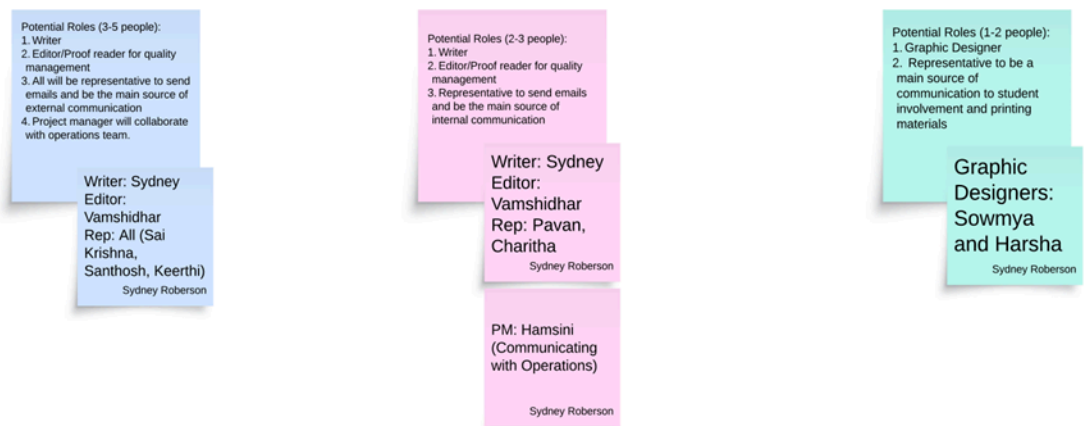 Potential Roles (3-5 people):
1. Writer
2. Editor/Proof reader for quality
management
3. All will be representative to send
emails and be the main source of
external communication
4. Project manager will collaborate
with operations team.
Writer: Sydney
Editor:
Vamshidhar
Rep: All (Sai
Krishna,
Santhosh, Keerthi)
Sydney Roberson
Potential Roles (2-3 people):
1. Writer
2. Editor/Proof reader for quality
management
3. Representative to send emails
and be the main source of
internal communication
Writer: Sydney
Editor:
Vamshidhar
Rep: Pavan,
Charitha
Sydney Roberson
PM: Hamsini
(Communicating
with Operations)
Sydney Roberson
Potential Roles (1-2 people):
1. Graphic Designer
2. Representative to be a
main source of
communication to student
involvement and printing
materials
Graphic
Designers:
Sowmya
and Harsha
Sydney Roberson